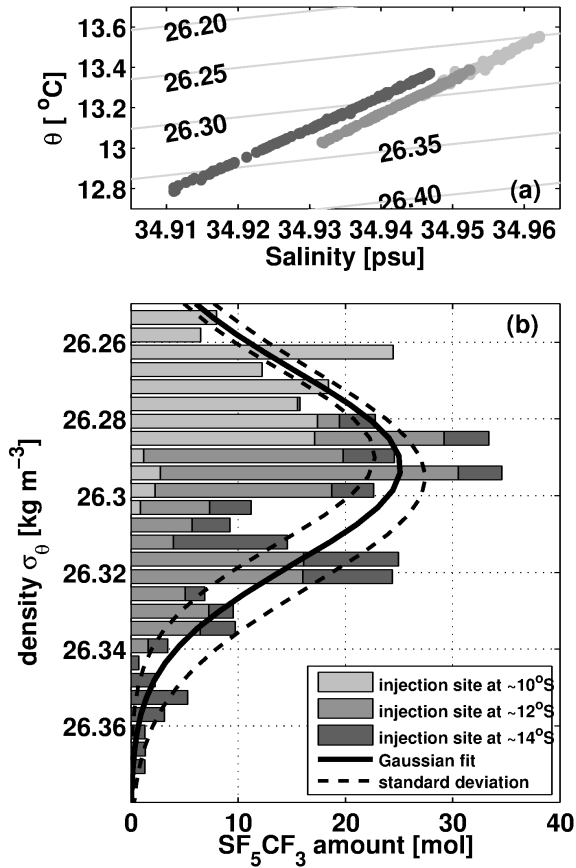 13.6
13.4
13.2
13
12.8
θ [ °C]
26.20
26.25
26.30
26.35
26.40
(a)
34.91 34.92 34.93 34.94 34.95 34.96
Salinity [psu]
(b)
26.26
26.28
26.3
26.32
26.34
26.36
density σθ [kg m−3]
injection site at ~10°S
injection site at ~12°S
injection site at ~14°S
Gaussian fit
standard deviation
0 10 20 30 40
SF5CF3 amount [mol]